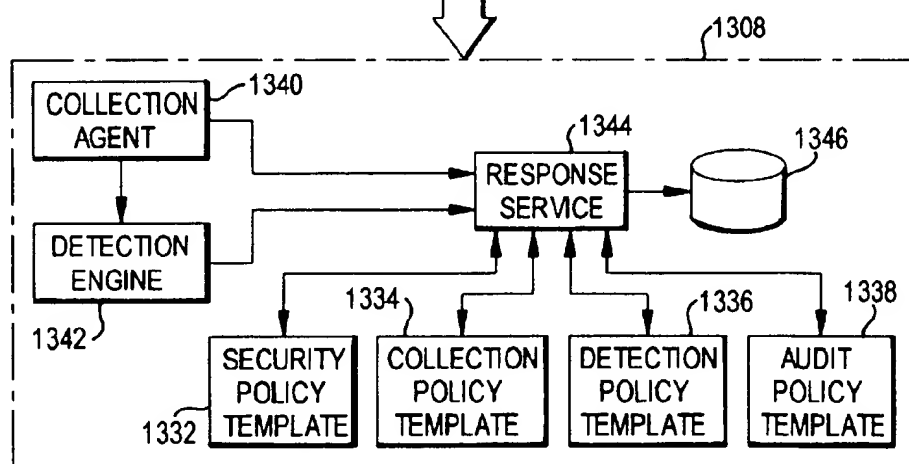 1308
COLLECTION
AGENT
1340
1344
RESPONSE
SERVICE
1346
DETECTION
ENGINE
1342
1334
1336
1338
SECURITY
POLICY
TEMPLATE
1332
COLLECTION
POLICY
TEMPLATE
DETECTION
POLICY
TEMPLATE
AUDIT
POLICY
TEMPLATE